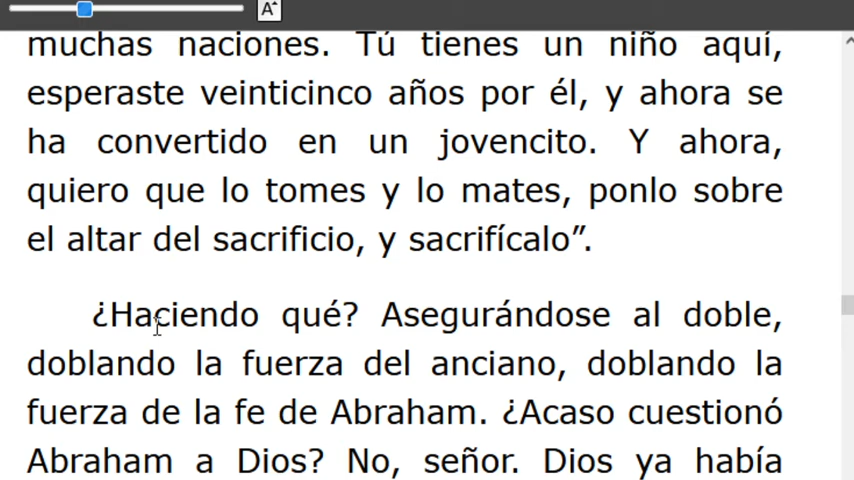 A
muchas naciones. Tú tienes un niño aquí,
esperaste veinticinco años por él, y ahora se
ha convertido en un jovencito. Y ahora,
quiero que lo tomes y lo mates, ponlo sobre
el altar del sacrificio, y sacrifícalo”.
¿Haciendo qué? Asegurándose al doble,
doblando la fuerza del anciano, doblando la
fuerza de la fe de Abraham. ¿Acaso cuestionó
Abraham a Dios? No, señor. Dios ya había